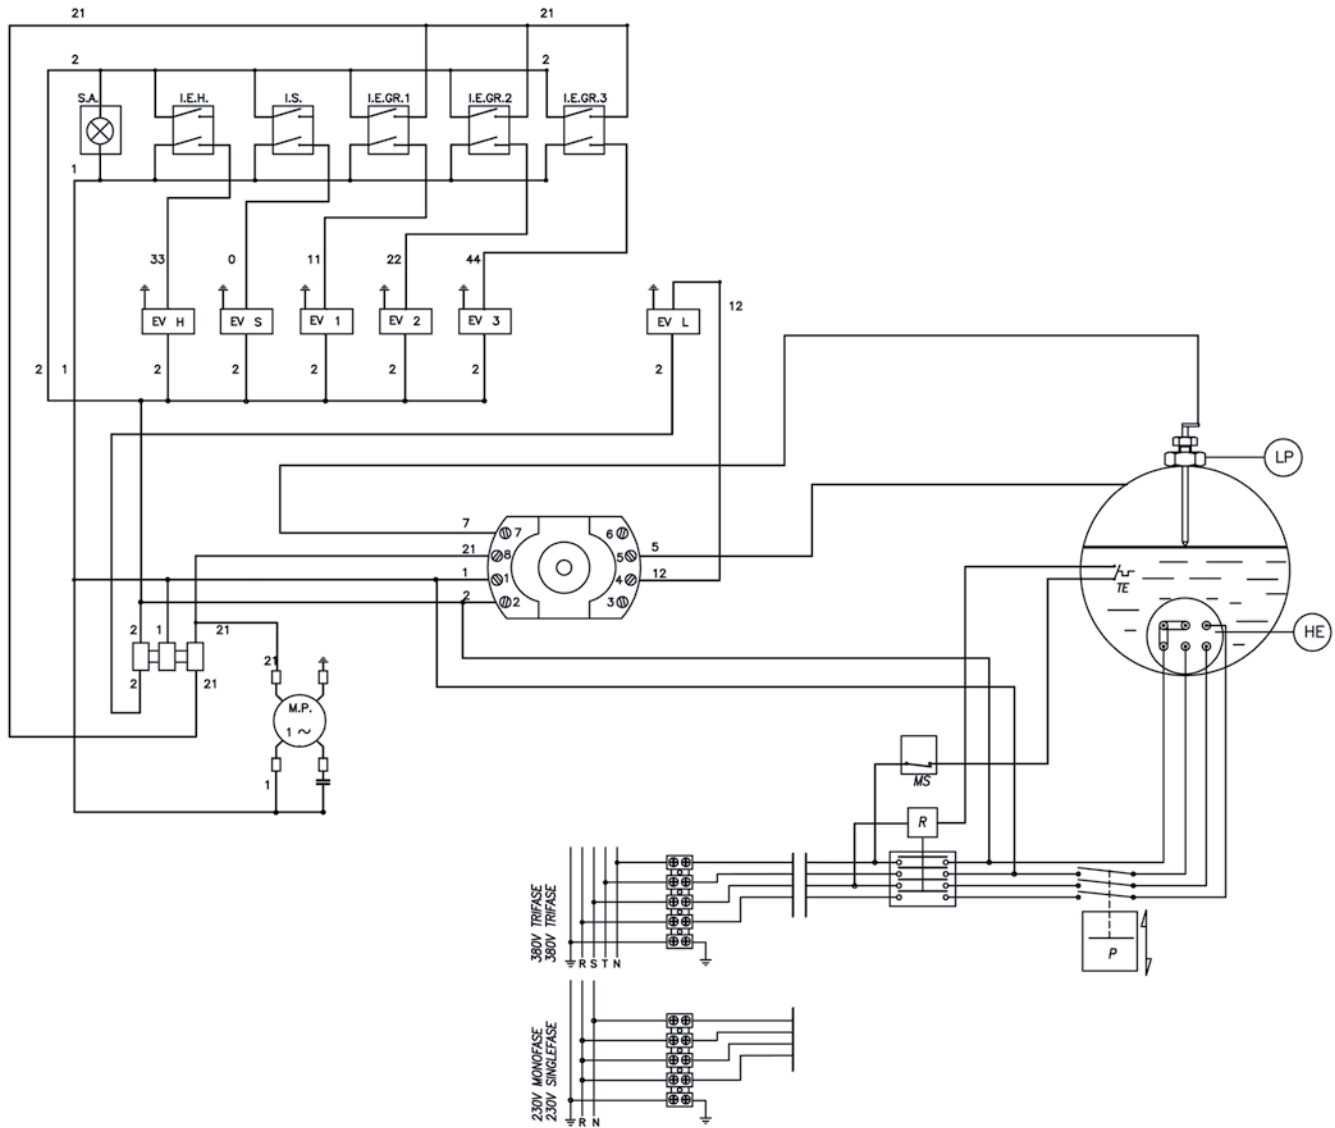 21 21
2 2
S.A. I.E.H. I.S. I.E.GR.1 I.E.GR.2 I.E.GR.3
1
33 0 11 22 44
12
EV H EV S EV 1 EV 2 EV 3 EV L
2 1 2 2 2 2 2 2
LP
7 7 6
21 8 5 5
1 1 4 12
2 2 3
TE
2 1 21
HE
21
2 21
M.P.
1 ~
MS
1
R
380V TRIFASE
380V TRIFASE
R S T N
P
230V MONOFASE
230V SINGLEFASE
R N